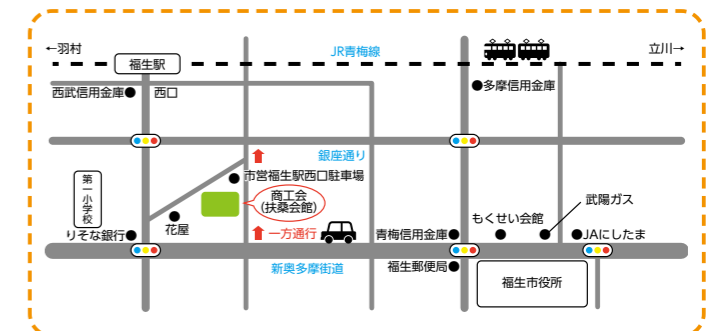 ←羽村
JR青梅線
立川→
福生駅
西武信用金庫●
西口
●多摩信用金庫
銀座通り
市営福生駅西口駐車場
第一小学校
商工会
(扶桑会館)
武陽ガス
もくせい会館
花屋
りそな銀行●
一方通行
青梅信用金庫●
●JAにしたま
新奥多摩街道
福生郵便局●
福生市役所